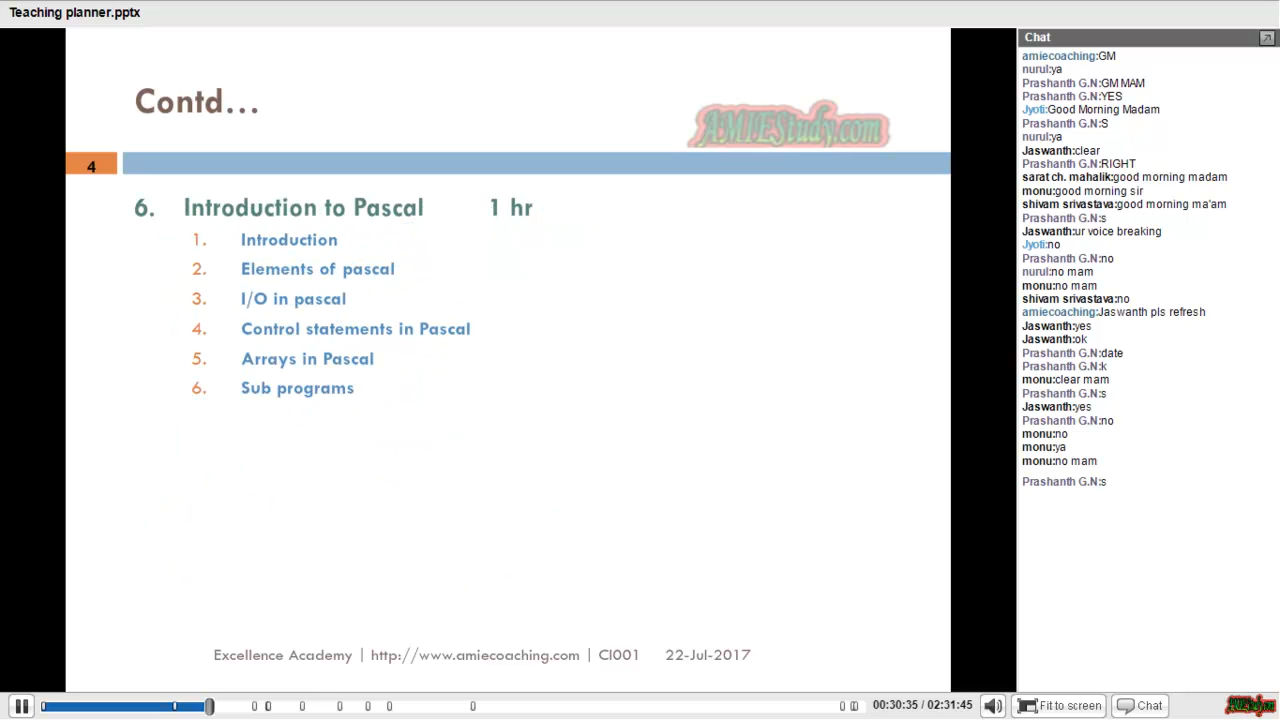 Teaching planner.pptx
Contd...
AMIEStudy.com
4
6. Introduction to Pascal 1 hr
1. Introduction
2. Elements of pascal
3. I/O in pascal
4. Control statements in Pascal
5. Arrays in Pascal
6. Sub programs
Excellence Academy | http://www.amiecoaching.com | CI001 22-Jul-2017
Chat
amiecoaching:GM
nurul:ya
Prashanth G.N:GM MAM
Prashanth G.N:YES
Jyoti:Good Morning Madam
Prashanth G.N:S
nurul:ya
Jaswanth:clear
Prashanth G.N:RIGHT
sarat ch. mahalik:good morning madam
monu:good morning sir
shivam srivastava:good morning ma'am
Prashanth G.N:s
Jaswanth:ur voice breaking
Jyoti:no
Prashanth G.N:no
nurul:no mam
monu:no mam
shivam srivastava:no
amiecoaching:Jaswanth pls refresh
Jaswanth:yes
Jaswanth:ok
Prashanth G.N:date
Prashanth G.N:k
monu:clear mam
Prashanth G.N:s
Jaswanth:yes
Prashanth G.N:no
monu:no
monu:ya
monu:no mam
Prashanth G.N:s
00:30:35 / 02:31:45
Fit to screen
Chat